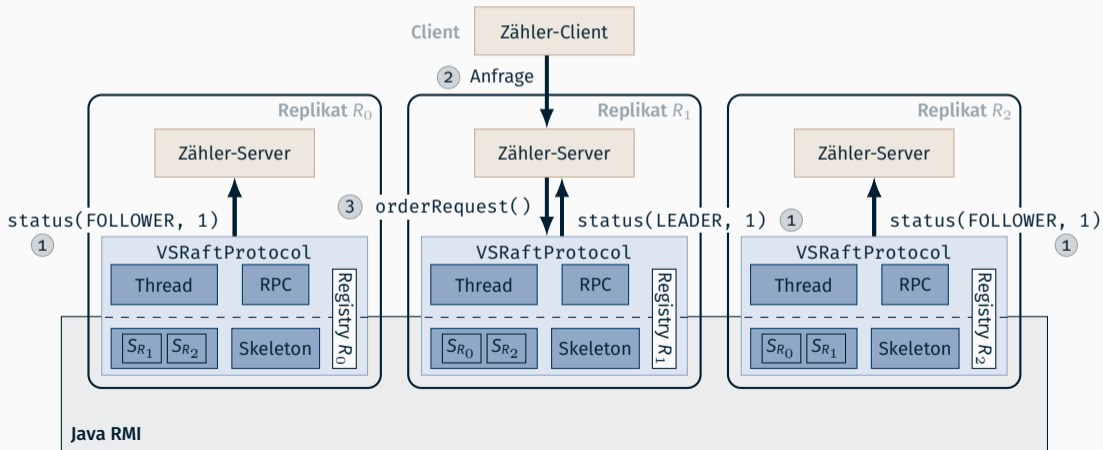 Client Zähler-Client
2 Anfrage
Replikat R0 Replikat R1 Replikat R2
Zähler-Server Zähler-Server Zähler-Server
3 orderRequest()
status(FOLLOWER, 1) status(LEADER, 1) 1 status(FOLLOWER, 1)
1 1
VSRaftProtocol VSRaftProtocol VSRaftProtocol
Thread RPC Registry R0 Thread RPC Registry R1 Thread RPC Registry R2
SR1 SR2 Skeleton SR0 SR2 Skeleton SR0 SR1 Skeleton
Java RMI